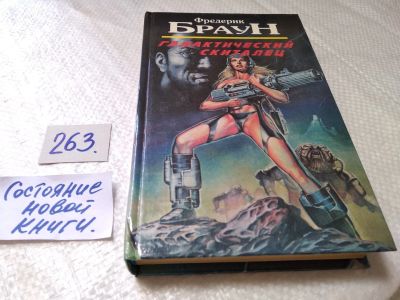 Фредерик
БРАУН
ГАЛАКТИЧЕСКИЙ
СКИТАЛЕЦ
263.
Состояние
новой
книги.